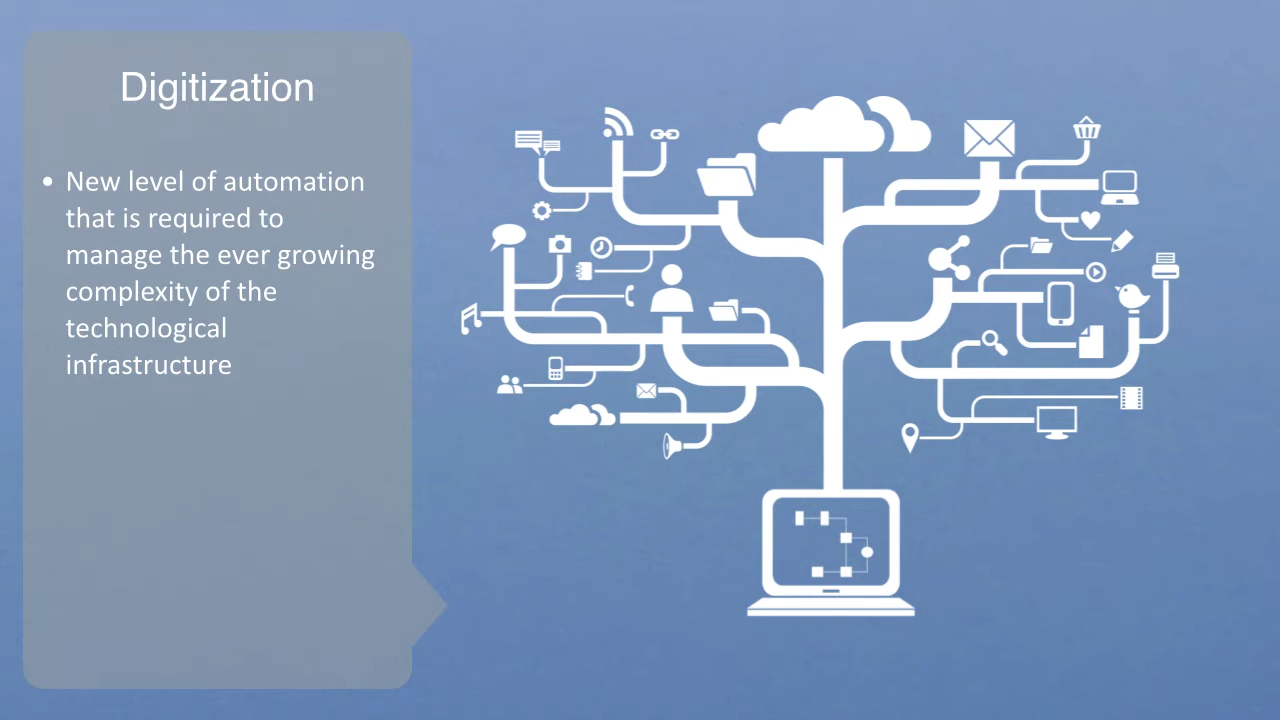 Digitization
• New level of automation
that is required to
manage the ever growing
complexity of the
technological
infrastructure